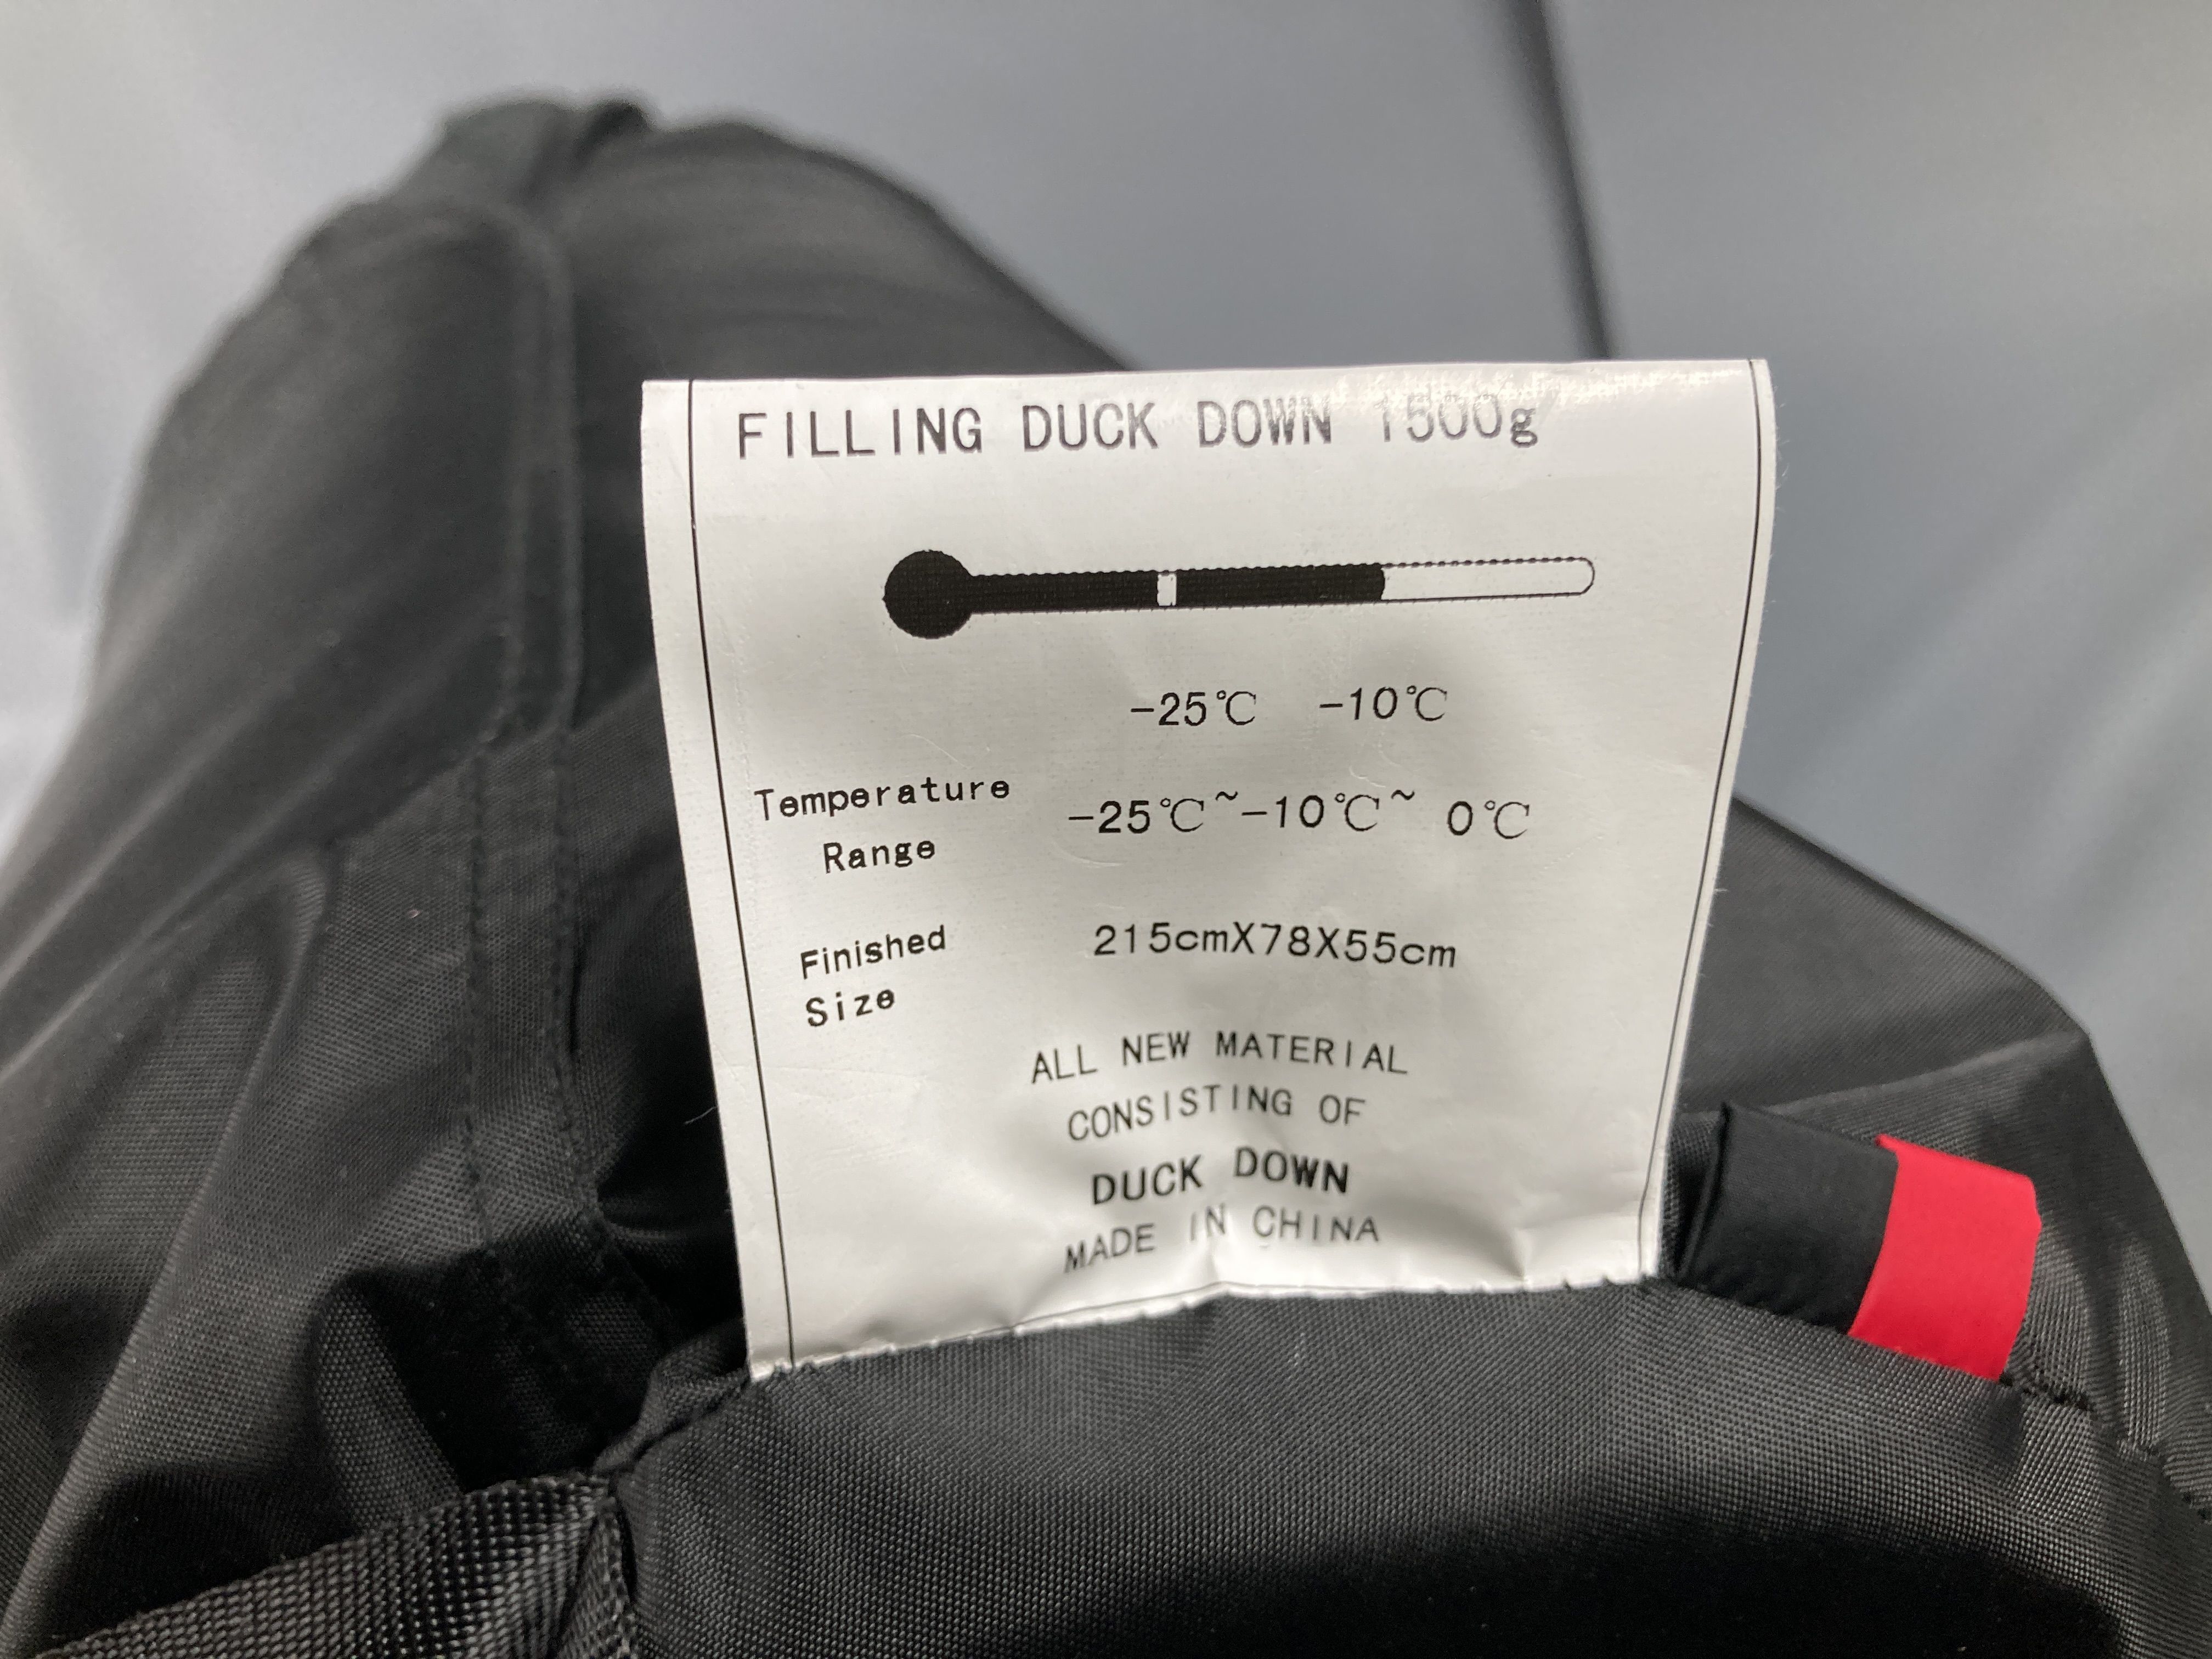 FILLING DUCK DOWN 1500g
-25℃ -10℃
Temperature Range -25℃~-10℃~ 0℃
Finished Size 215cmX78X55cm
ALL NEW MATERIAL
CONSISTING OF
DUCK DOWN
MADE IN CHINA